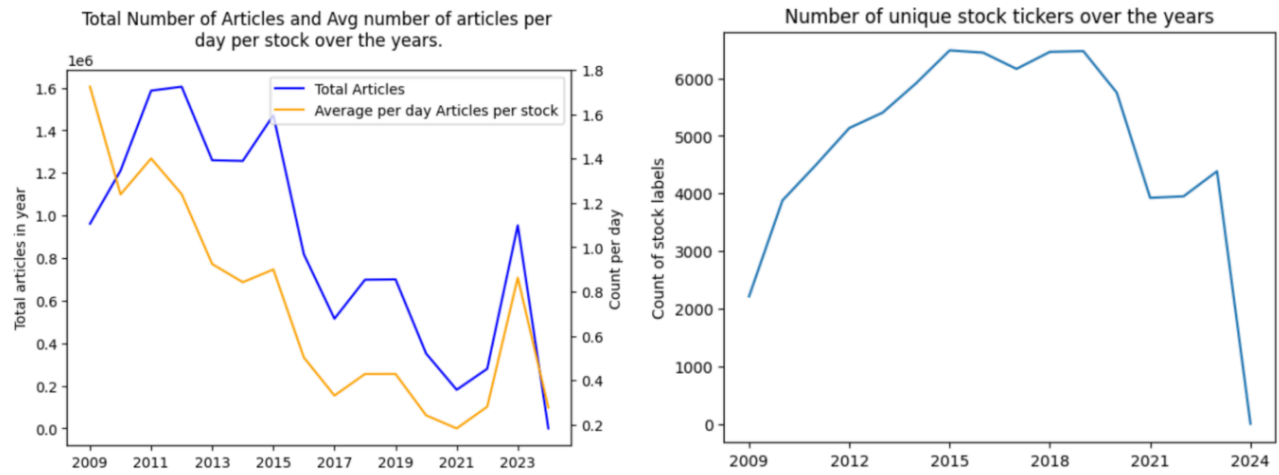 Total Number of Articles and Avg number of articles per
day per stock over the years.
1e6
Total Articles
Average per day Articles per stock
Total articles in year
1.6
1.4
1.2
1.0
0.8
0.6
0.4
0.2
0.0
1.8
1.6
1.4
1.2
1.0
0.8
0.6
0.4
0.2
Count per day
2009 2011 2013 2015 2017 2019 2021 2023
Number of unique stock tickers over the years
Count of stock labels
6000
5000
4000
3000
2000
1000
0
2009 2012 2015 2018 2021 2024